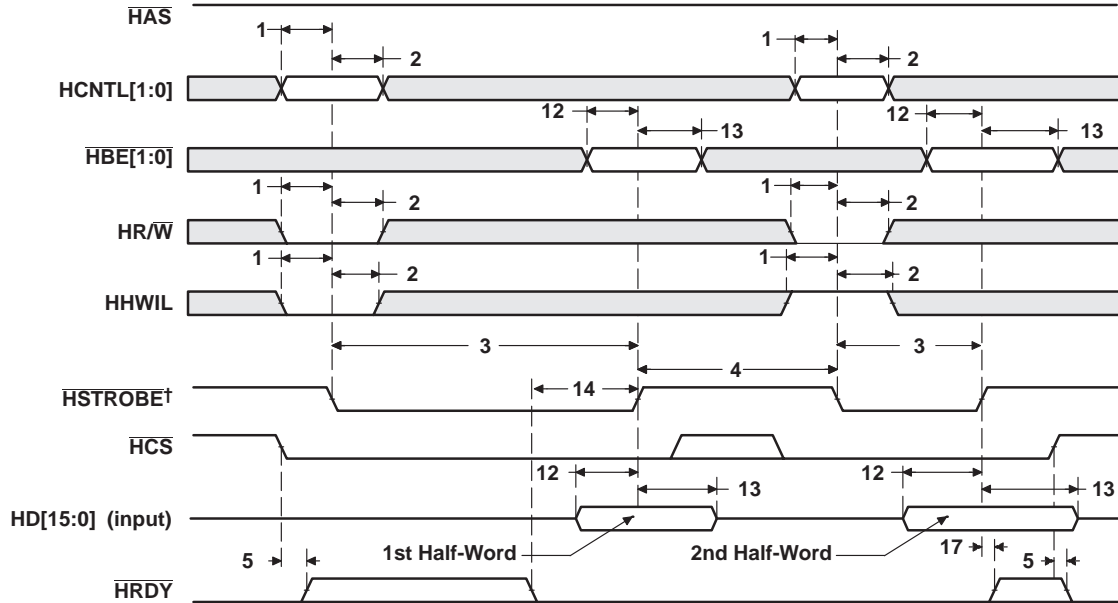 HAS
1
1
2
2
HCNTL[1:0]
12
12
13
13
HBE[1:0]
1
1
2
2
HR/W
1
1
2
2
HHWIL
3
3
4
14
HSTROBE†
HCS
12
12
13
13
HD[15:0] (input)
1st Half-Word
2nd Half-Word
5
17
5
HRDY